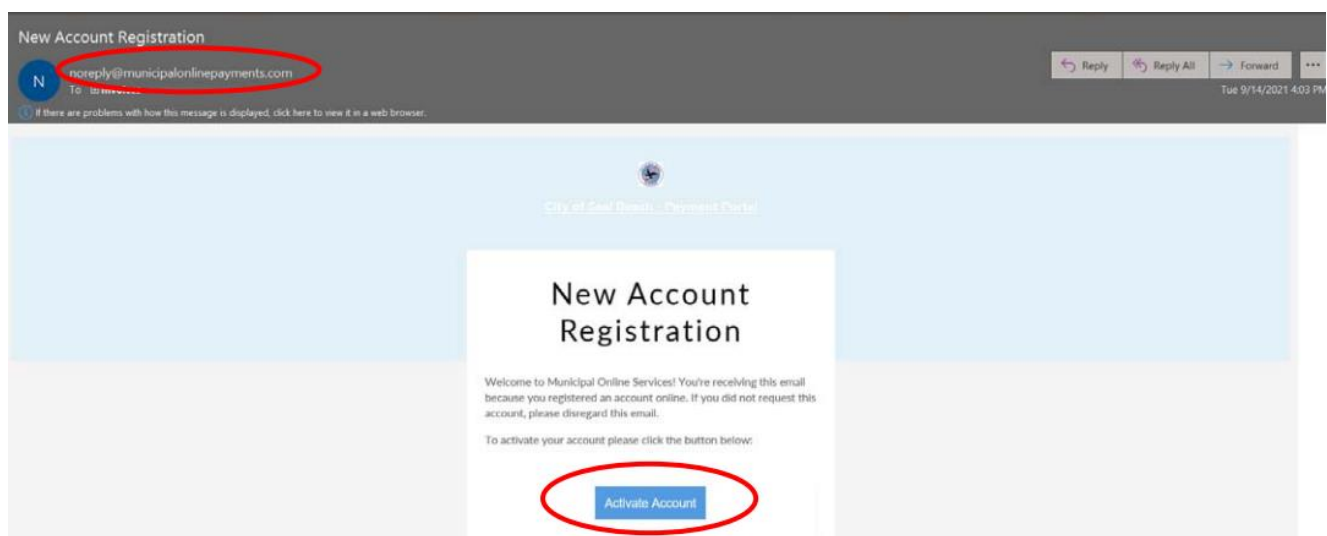 New Account Registration
N
noreply@municipalonlinepayments.com
To
Reply
Reply All
Forward
...
Tue 9/14/2021 4:03 PM
If there are problems with how this message is displayed, click here to view it in a web browser.
City of Seal Beach - Payment Portal
New Account
Registration
Welcome to Municipal Online Services! You're receiving this email
because you registered an account online. If you did not request this
account, please disregard this email.
To activate your account please click the button below:
Activate Account